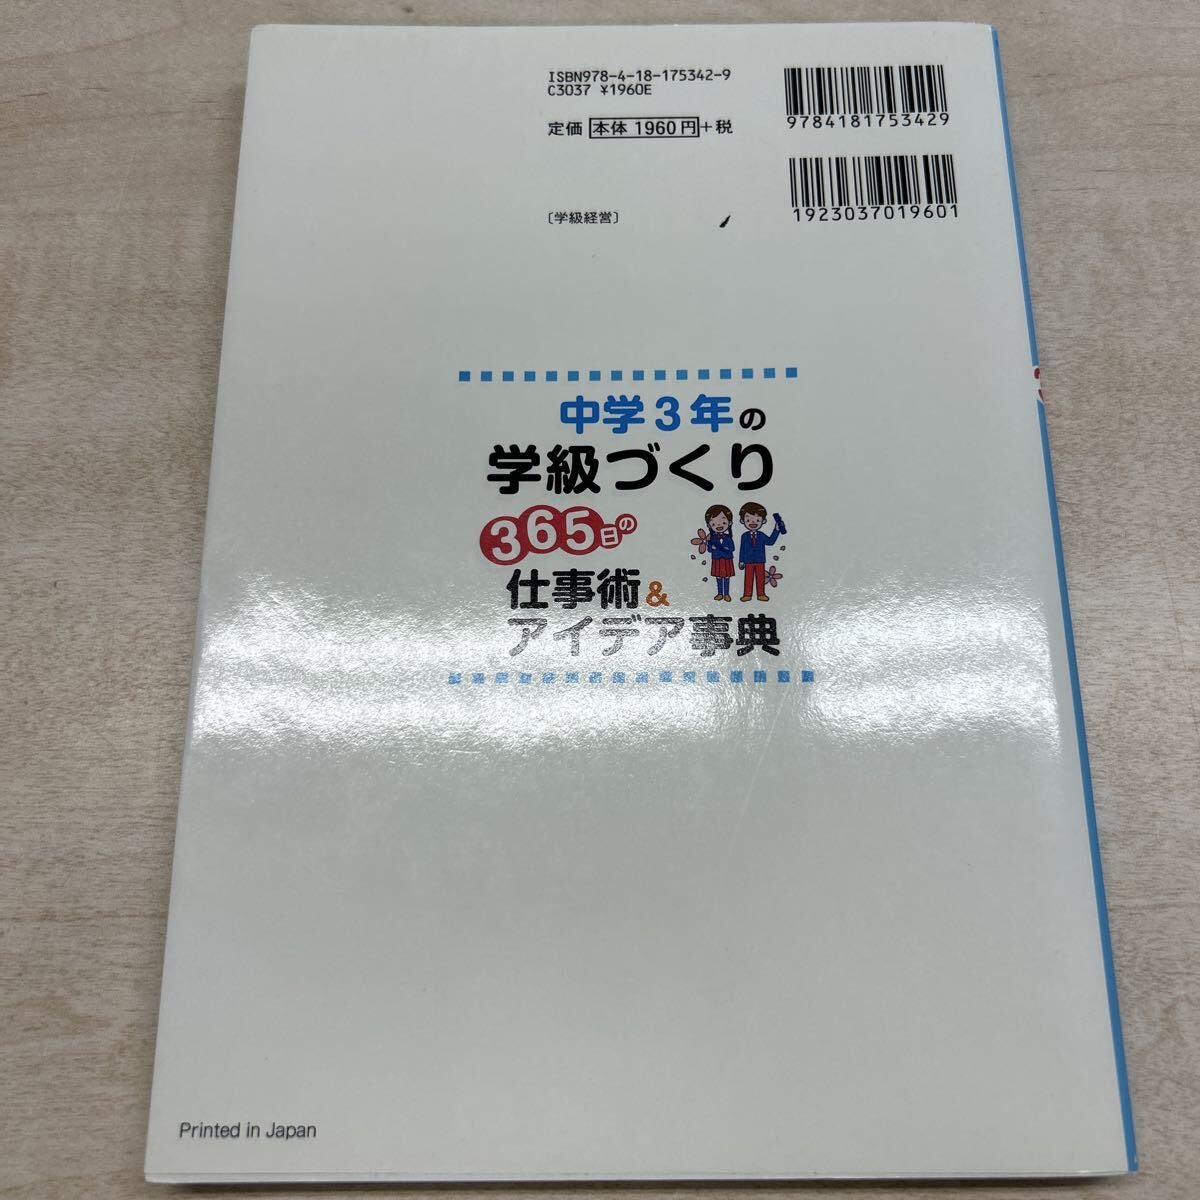 ISBN978-4-18-175342-9
C3037 ¥1960E
定価 本体 1960円+税
9784181753429
1923037019601
〔学級経営〕
中学3年の
学級づくり
365日の
仕事術&
アイデア事典
Printed in Japan